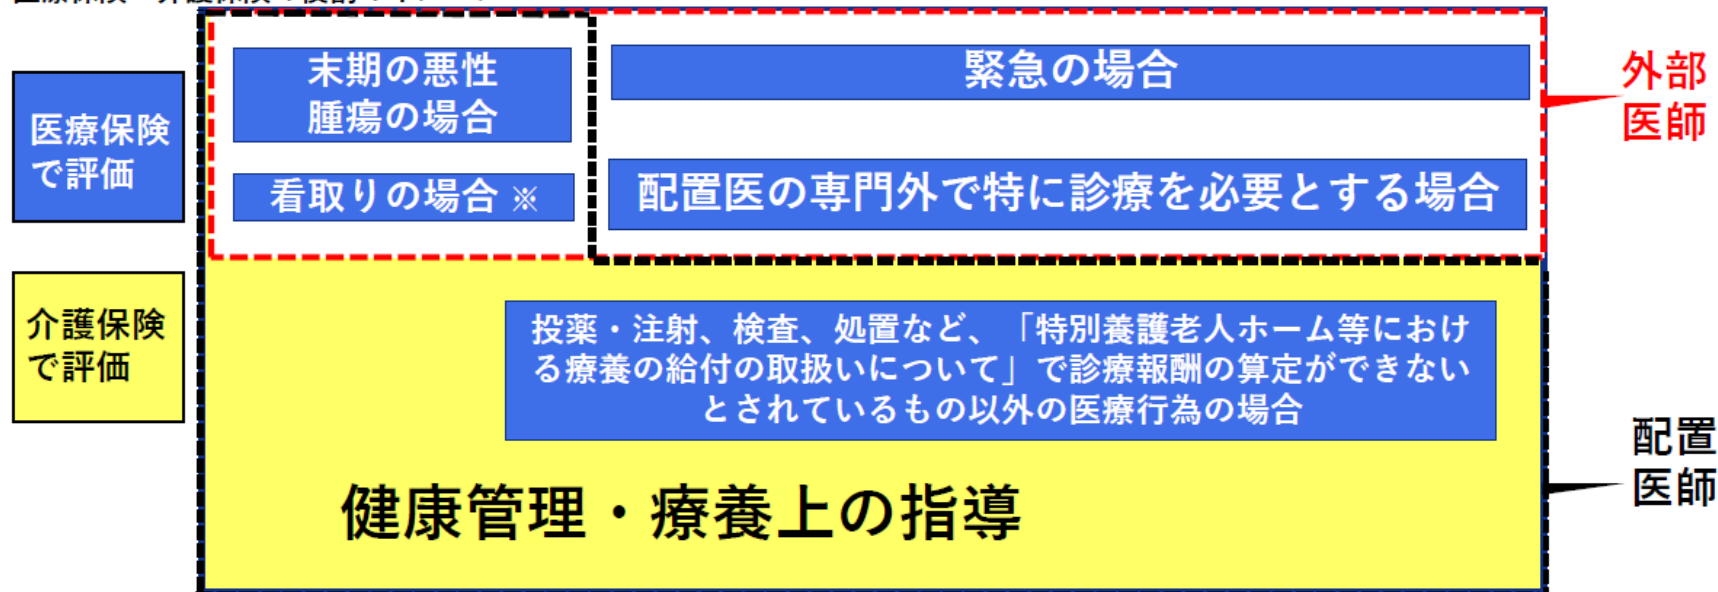 医療保険
で評価
介護保険
で評価
末期の悪性
腫瘍の場合
看取りの場合 ※
緊急の場合
配置医の専門外で特に診療を必要とする場合
投薬・注射、検査、処置など、「特別養護老人ホーム等におけ
る療養の給付の取扱いについて」で診療報酬の算定ができない
とされているもの以外の医療行為の場合
健康管理・療養上の指導
外部
医師
配置
医師